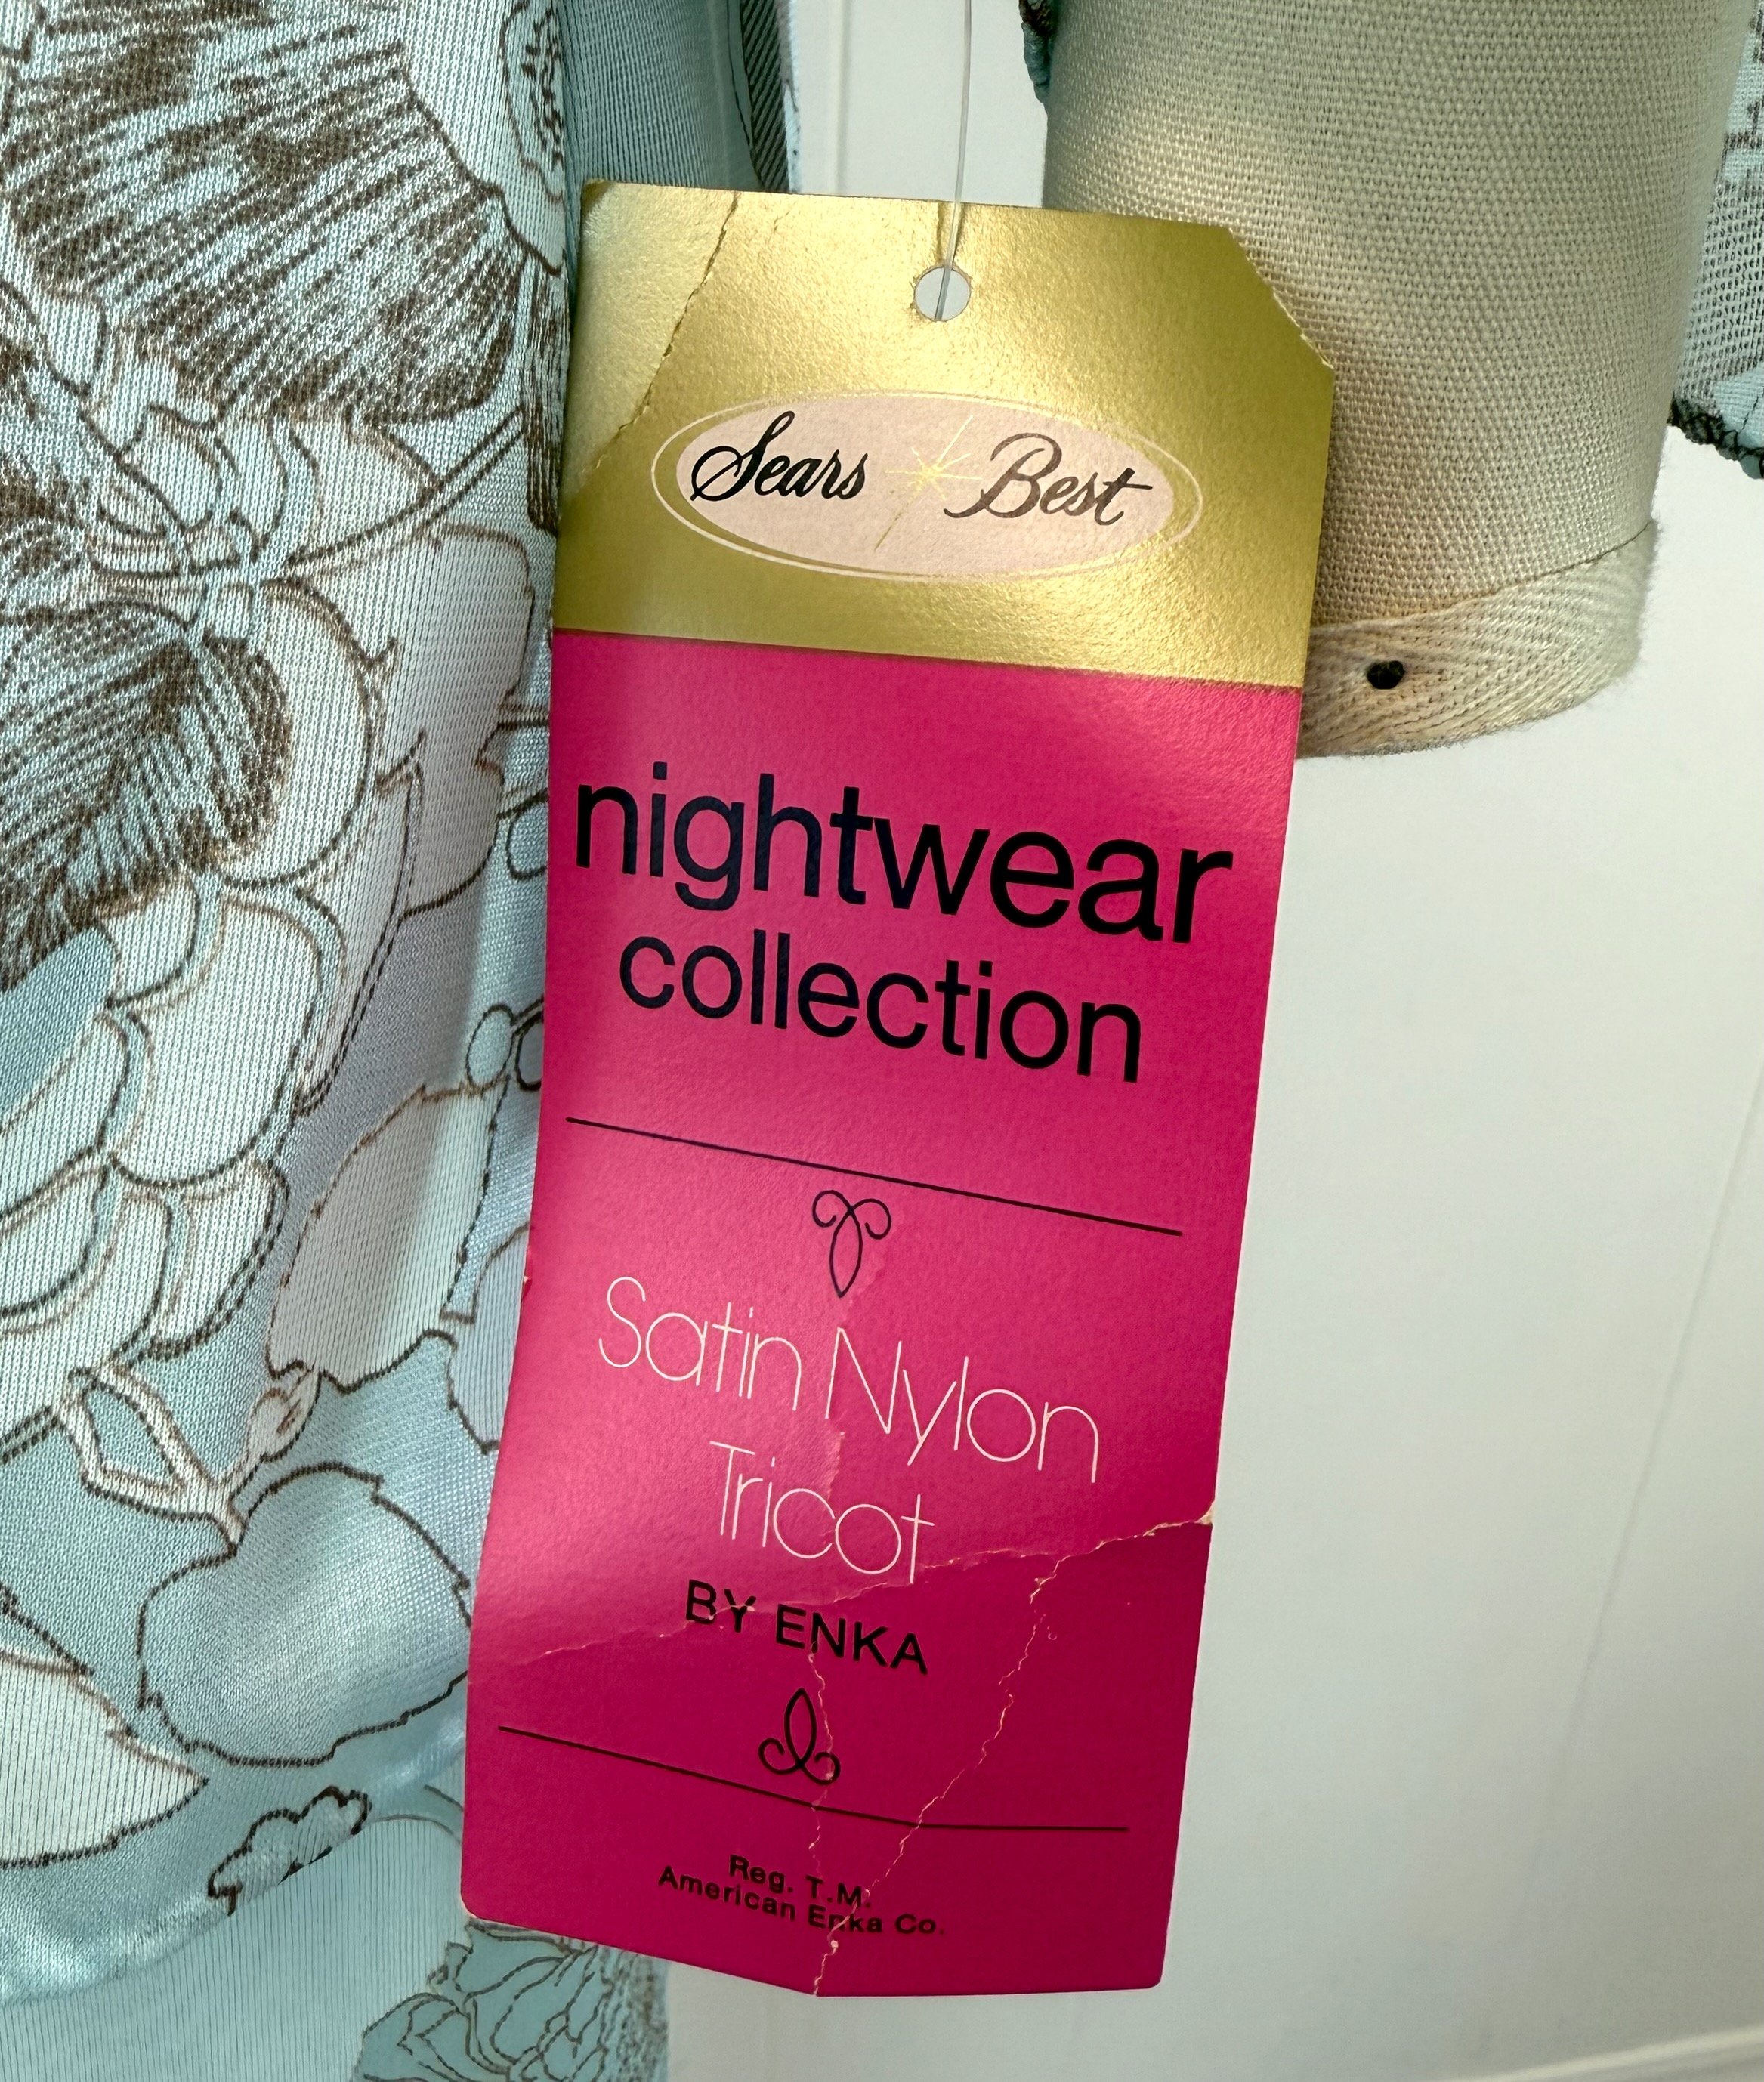 Sears Best
nightwear
collection
Satin Nylon
Tricot
BY ENKA
Reg. T.M.
American Enka Co.